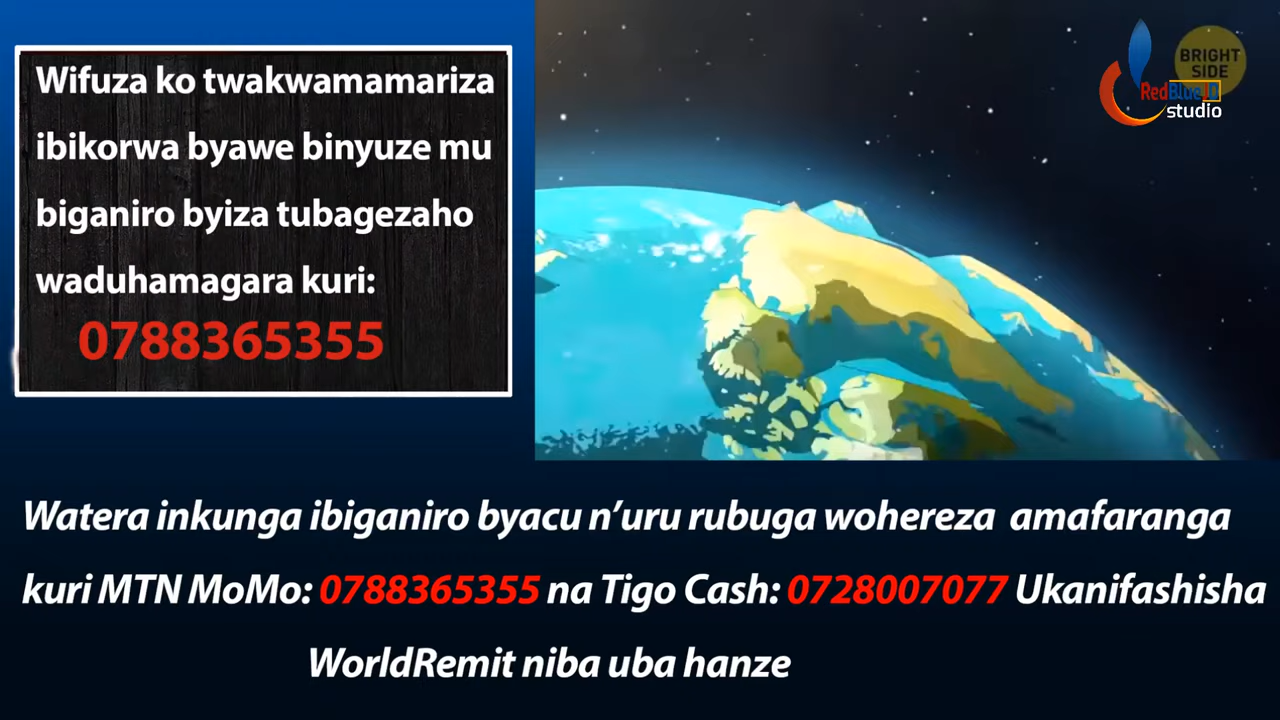 Wifuza ko twakwamamariza
ibikorwa byawe binyuze mu
biganiro byiza tubagezaho
waduhamagara kuri:
0788365355
BRIGHT
SIDE
RedBlue JD
studio
Watera inkunga ibiganiro byacu n’uru rubuga wohereza amafaranga
kuri MTN MoMo: 0788365355 na Tigo Cash: 0728007077 Ukanifashisha
WorldRemit niba uba hanze